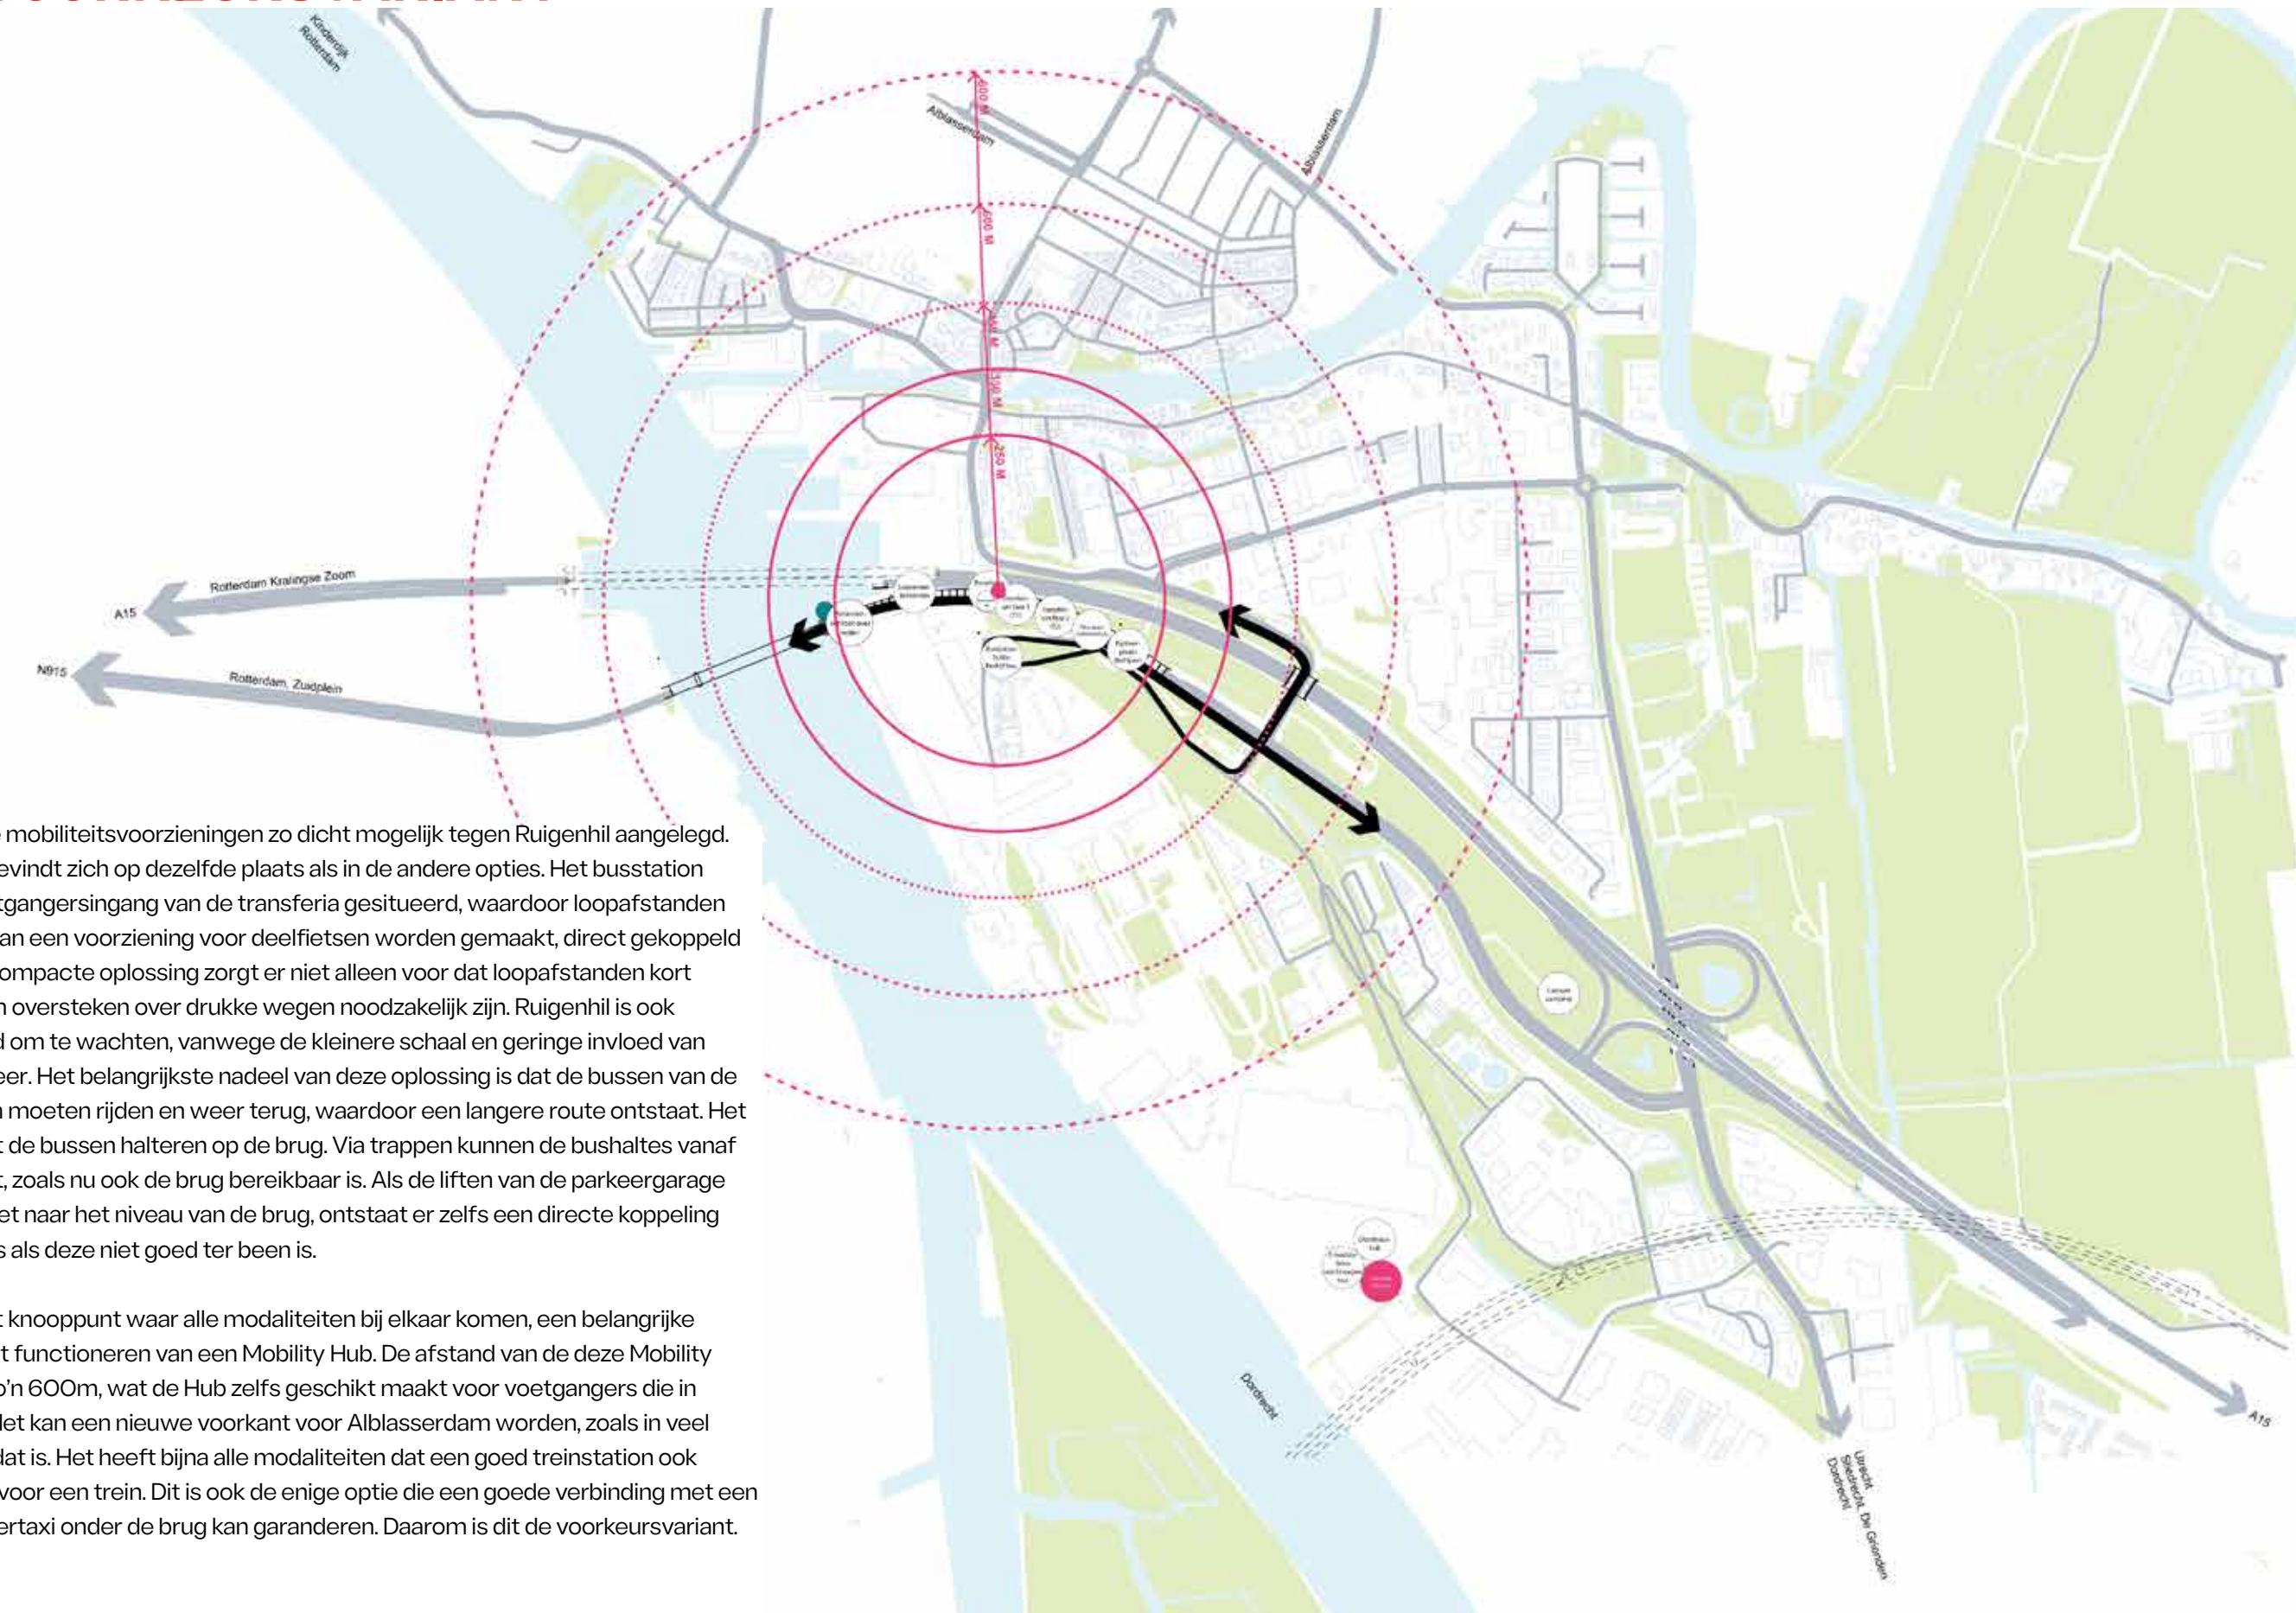 Kinderdijk
Rotterdam
Alblasserdam
Alblasserdam
600 M
250 M
Rotterdam Kralingse Zoom
A15
N915
Rotterdam, Zuidplein
mobiliteitsvoorzieningen zo dicht mogelijk tegen Ruigenhil aangelegd.
evindt zich op dezelfde plaats als in de andere opties. Het busstation
tgangersingang van de transferia gesitueerd, waardoor loopafstanden
an een voorziening voor deelfietsen worden gemaakt, direct gekoppeld
ompacte oplossing zorgt er niet alleen voor dat loopafstanden kort
n oversteken over drukke wegen noodzakelijk zijn. Ruigenhil is ook
d om te wachten, vanwege de kleinere schaal en geringe invloed van
eer. Het belangrijkste nadeel van deze oplossing is dat de bussen van de
n moeten rijden en weer terug, waardoor een langere route ontstaat. Het
t de bussen halteren op de brug. Via trappen kunnen de bushaltes vanaf
t, zoals nu ook de brug bereikbaar is. Als de liften van de parkeergarage
et naar het niveau van de brug, ontstaat er zelfs een directe koppeling
s als deze niet goed ter been is.
t knooppunt waar alle modaliteiten bij elkaar komen, een belangrijke
t functioneren van een Mobility Hub. De afstand van de deze Mobility
o'n 600m, wat de Hub zelfs geschikt maakt voor voetgangers die in
et kan een nieuwe voorkant voor Alblasserdam worden, zoals in veel
dat is. Het heeft bijna alle modaliteiten dat een goed treinstation ook
voor een trein. Dit is ook de enige optie die een goede verbinding met een
ertaxi onder de brug kan garanderen. Daarom is dit de voorkeursvariant.
Dordrecht
A15
Utrecht
Sliedrecht, De Grienden
Dordrecht